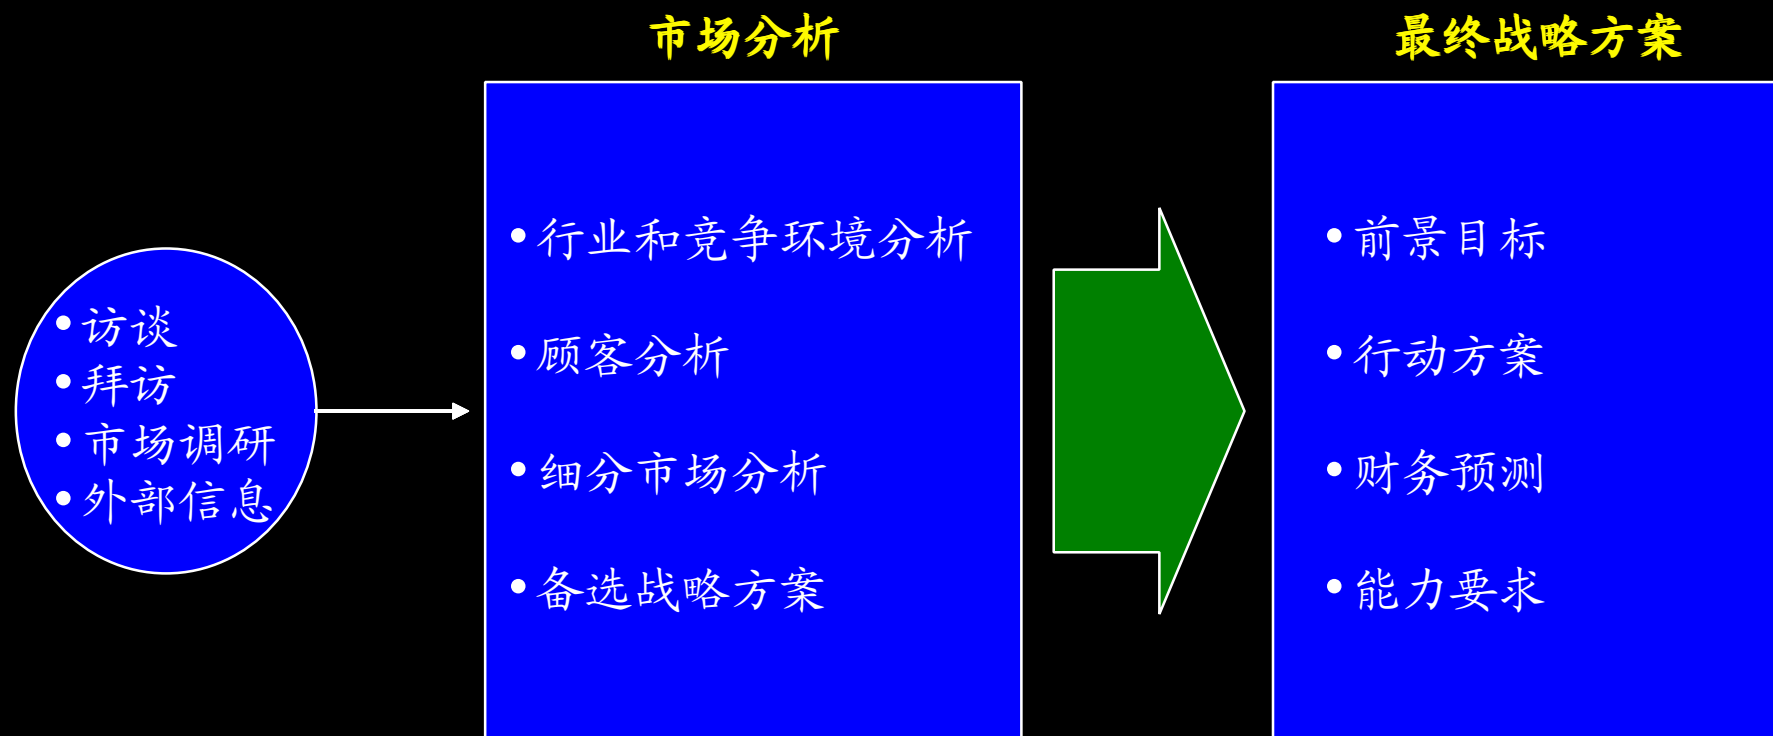 市场分析
最终战略方案
• 访谈
• 拜访
• 市场调研
• 外部信息
• 行业和竞争环境分析
• 顾客分析
• 细分市场分析
• 备选战略方案
• 前景目标
• 行动方案
• 财务预测
• 能力要求